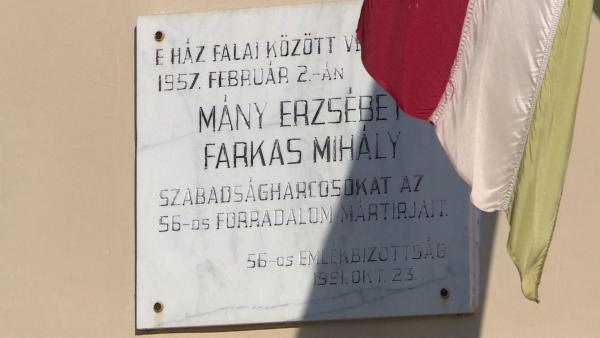 E HÁZ FALAI KÖZÖTT
1957. FEBRUÁR 2.-ÁN
MÁNY ERZSÉBET
FARKAS MIHÁLY
SZABADSÁGHARCOSOKAT AZ
56-os FORRADALOM MÁRTIRJAIT.
56-os EMLÉKBIZOTTSÁG
1991. OKT. 23.